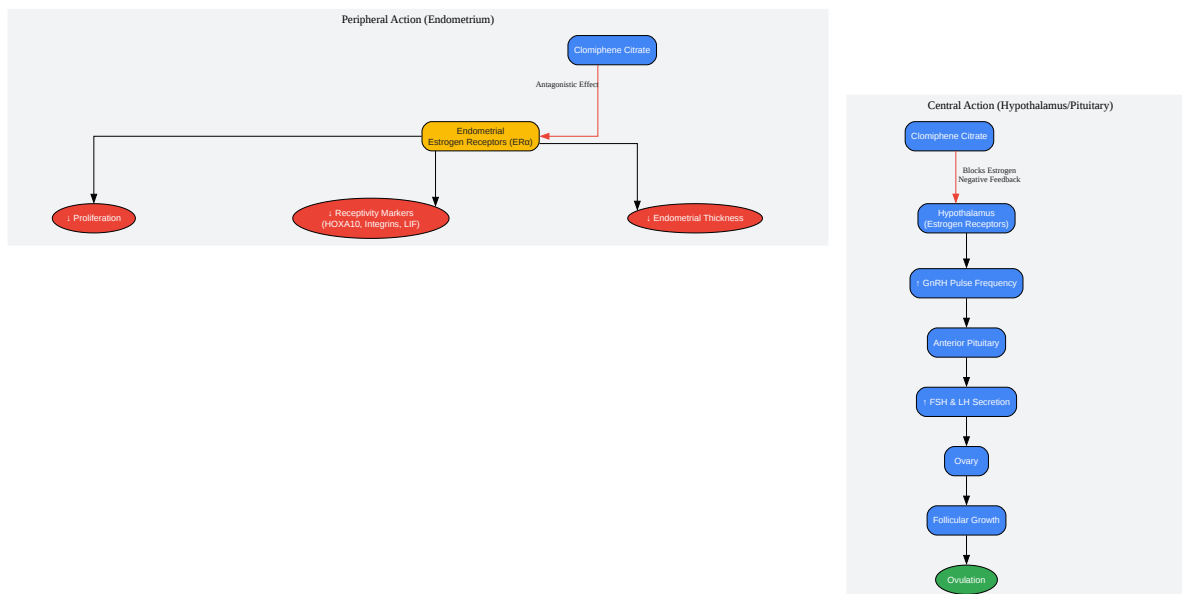 Peripheral Action (Endometrium)
Clomiphene Citrate
Antagonistic Effect
Endometrial
Estrogen Receptors (ERα)
↓ Proliferation
↓ Receptivity Markers
(HOXA10, Integrins, LIF)
↓ Endometrial Thickness
Central Action (Hypothalamus/Pituitary)
Clomiphene Citrate
Blocks Estrogen
Negative Feedback
Hypothalamus
(Estrogen Receptors)
↑ GnRH Pulse Frequency
Anterior Pituitary
↑ FSH & LH Secretion
Ovary
Follicular Growth
Ovulation